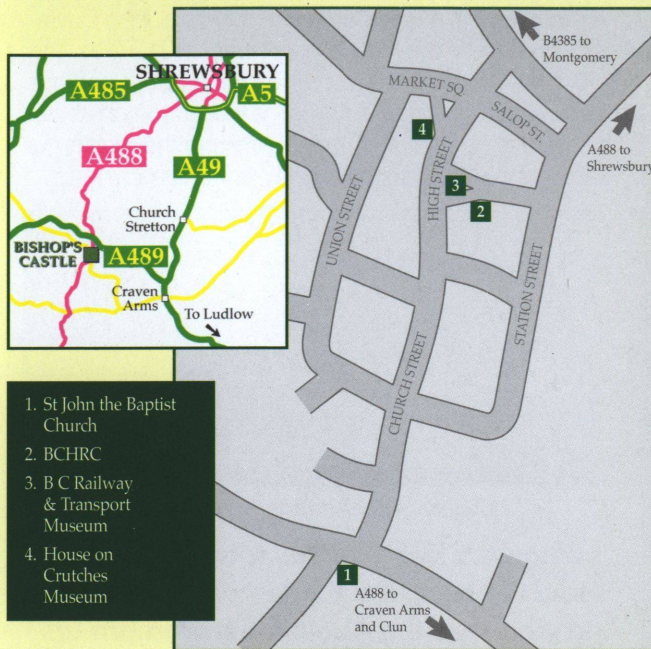 SHREWSBURY
A485
A5
A488
A49
Church
Stretton
BISHOP'S
CASTLE
A489
Craven
Arms
To Ludlow
B4385 to
Montgomery
MARKET SQ.
SALOP ST.
A488 to
Shrewsbury
4
3
2
HIGH STREET
UNION STREET
STATION STREET
CHURCH STREET
1
A488 to
Craven Arms
and Clun
1. St John the Baptist
Church
2. BCHRC
3. B C Railway
& Transport
Museum
4. House on
Crutches
Museum